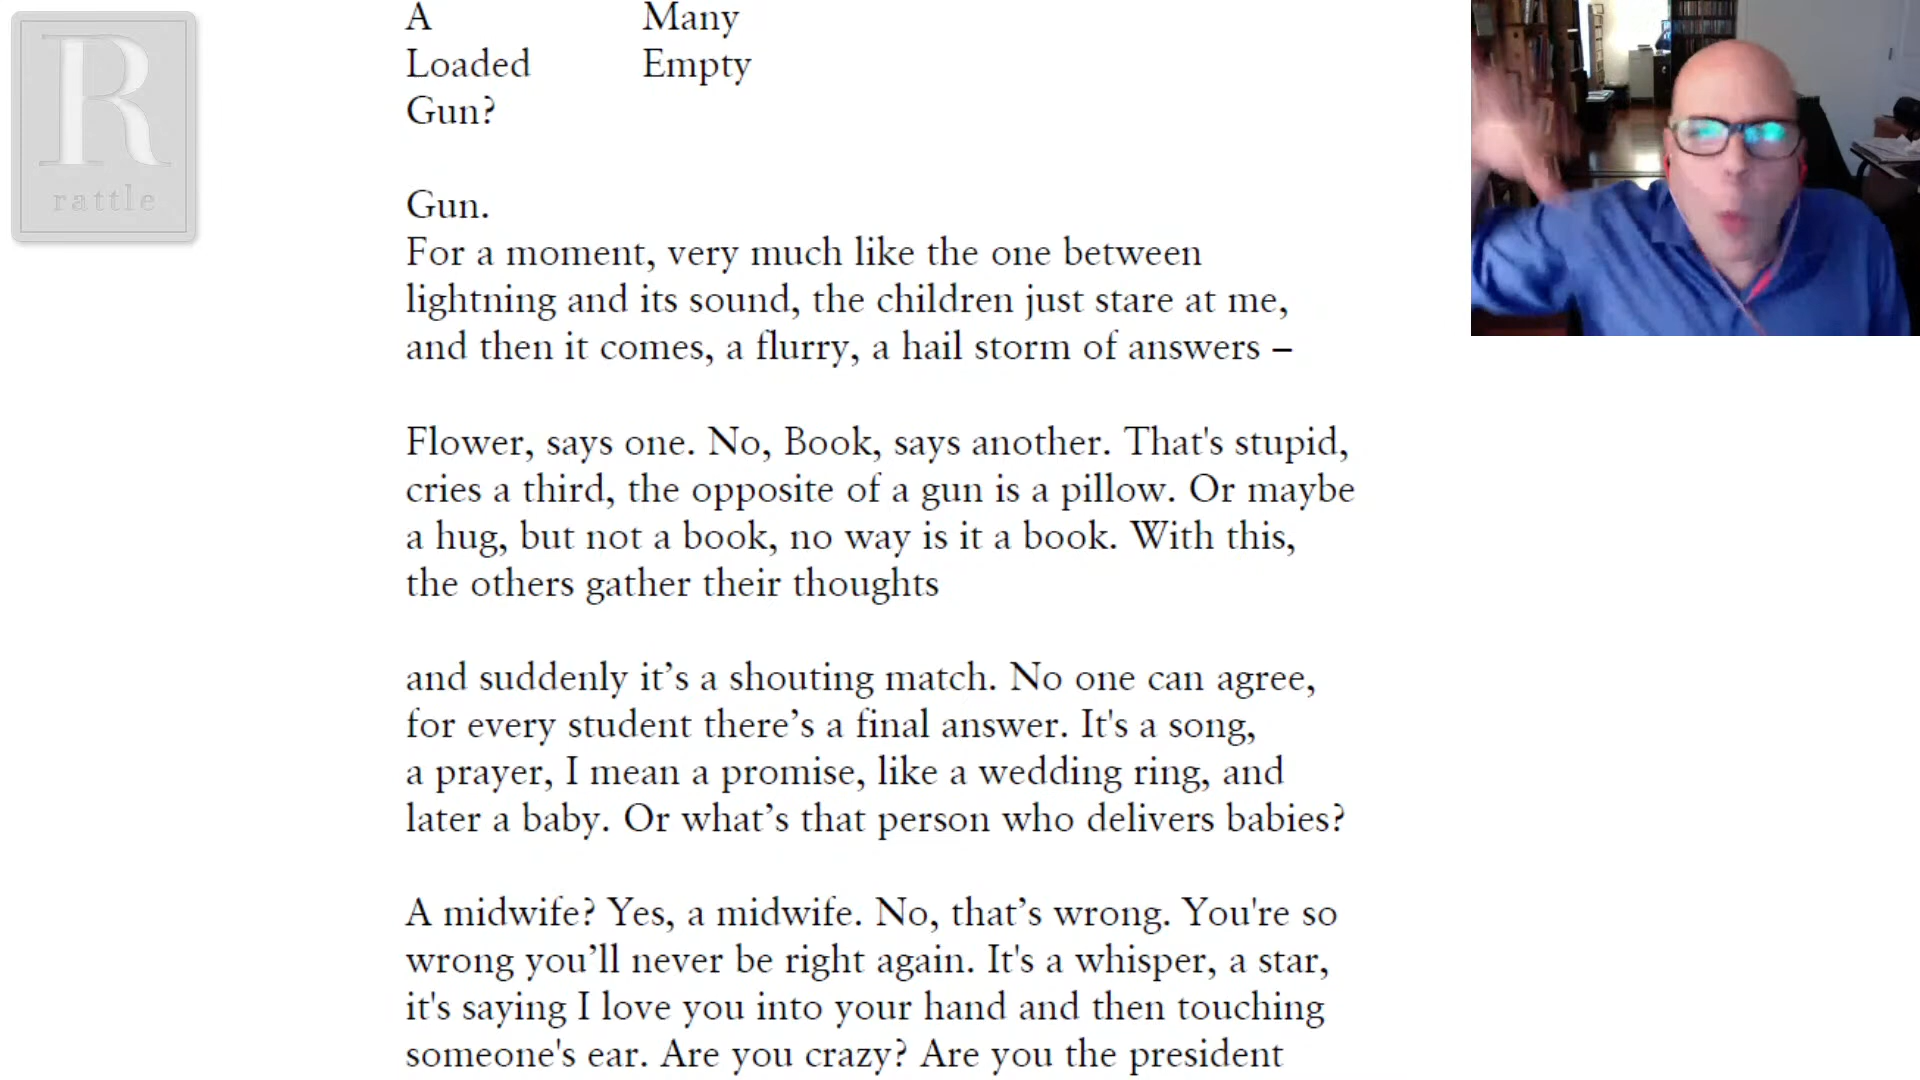 R
rattle
A Many
Loaded Empty
Gun?
Gun.
For a moment, very much like the one between
lightning and its sound, the children just stare at me,
and then it comes, a flurry, a hail storm of answers –
Flower, says one. No, Book, says another. That's stupid,
cries a third, the opposite of a gun is a pillow. Or maybe
a hug, but not a book, no way is it a book. With this,
the others gather their thoughts
and suddenly it’s a shouting match. No one can agree,
for every student there’s a final answer. It's a song,
a prayer, I mean a promise, like a wedding ring, and
later a baby. Or what’s that person who delivers babies?
A midwife? Yes, a midwife. No, that’s wrong. You're so
wrong you’ll never be right again. It's a whisper, a star,
it's saying I love you into your hand and then touching
someone's ear. Are you crazy? Are you the president